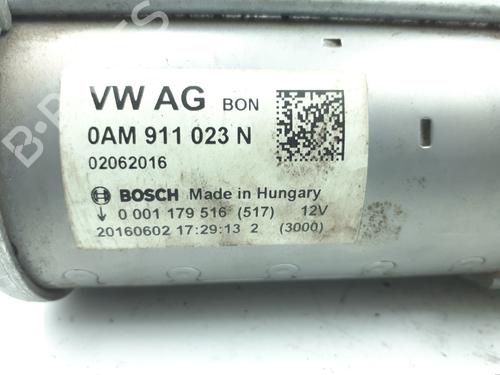 VW AG BON
0AM 911 023 N
02062016
BOSCH Made in Hungary
0 001 179 516 (517) 12V
20160602 17:29:13 2 (3000)